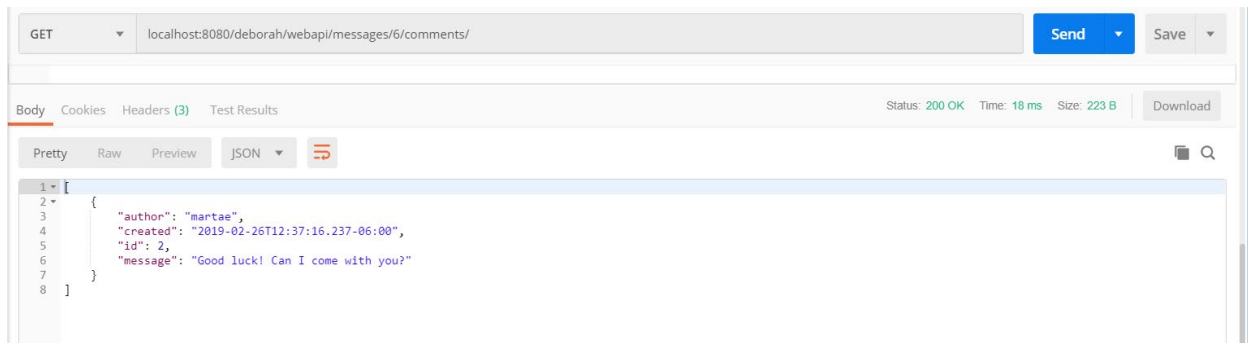 GET localhost:8080/deborah/webapi/messages/6/comments/ Send Save
Body Cookies Headers (3) Test Results Status: 200 OK Time: 18 ms Size: 223 B Download
Pretty Raw Preview JSON
1 [
2 {
3 "author": "martae",
4 "created": "2019-02-26T12:37:16.237-06:00",
5 "id": 2,
6 "message": "Good luck! Can I come with you?"
7 }
8 ]